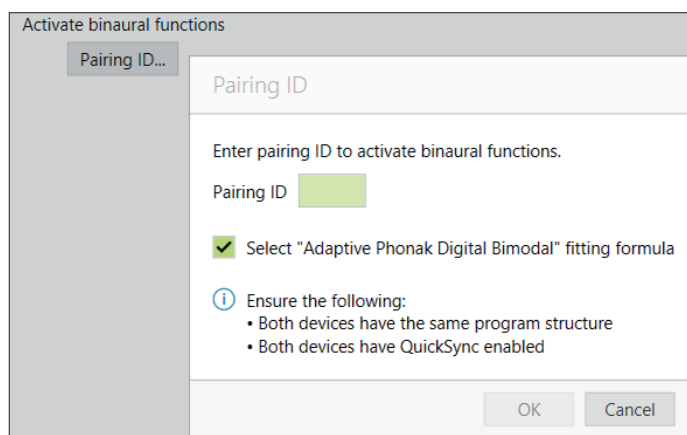 Activate binaural functions
Pairing ID...
Pairing ID
Enter pairing ID to activate binaural functions.
Pairing ID
Select "Adaptive Phonak Digital Bimodal" fitting formula
Ensure the following:
• Both devices have the same program structure
• Both devices have QuickSync enabled
OK Cancel